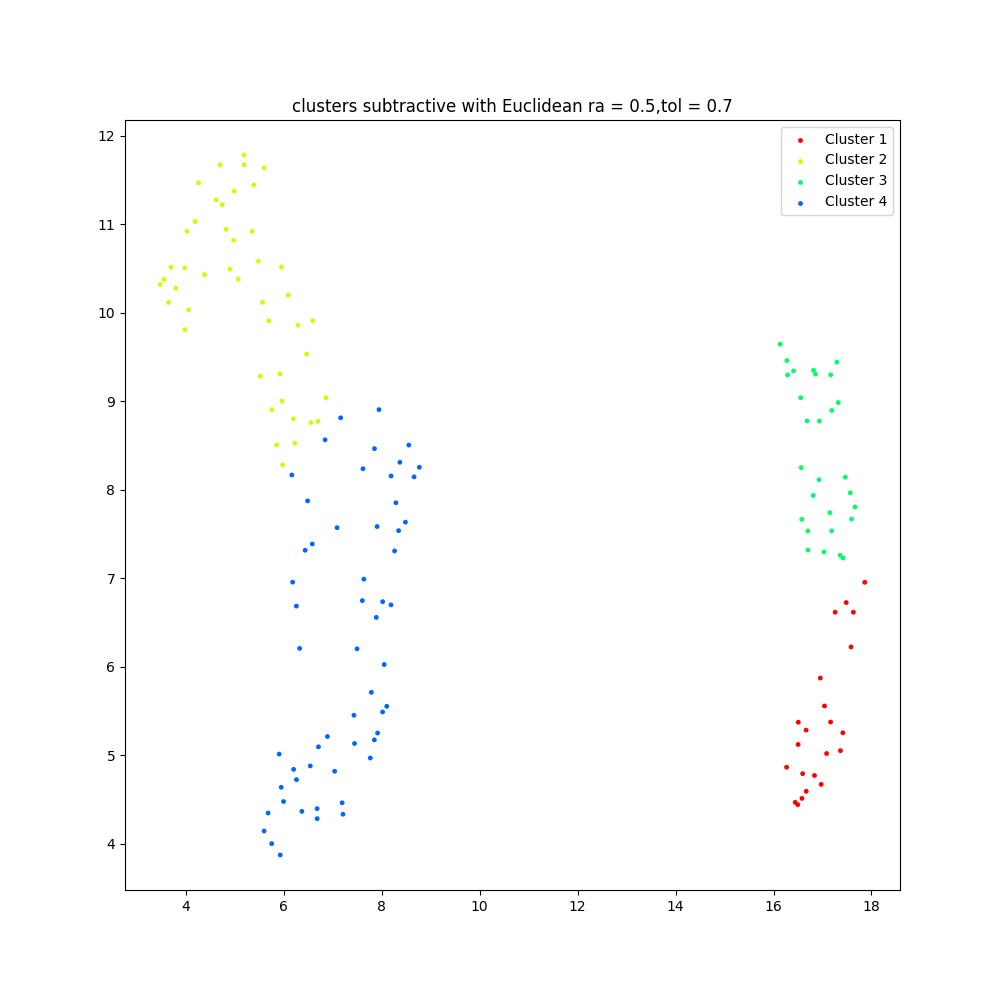 clusters subtractive with Euclidean ra = 0.5,tol = 0.7
Cluster 1
Cluster 2
Cluster 3
Cluster 4
12
11
10
9
8
7
6
5
4
4 6 8 10 12 14 16 18